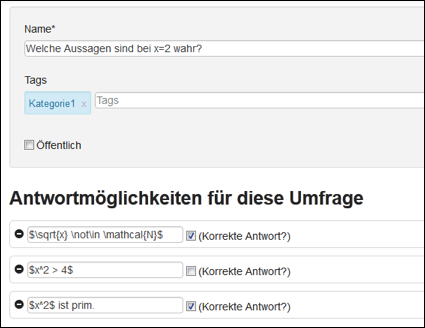 Name*
Welche Aussagen sind bei x=2 wahr?
Tags
Kategorie1 x Tags
Öffentlich
Antwortmöglichkeiten für diese Umfrage
$\sqrt{x} \not\in \mathcal{N}$ (Korrekte Antwort?)
$x^2 > 4$ (Korrekte Antwort?)
$x^2$ ist prim. (Korrekte Antwort?)